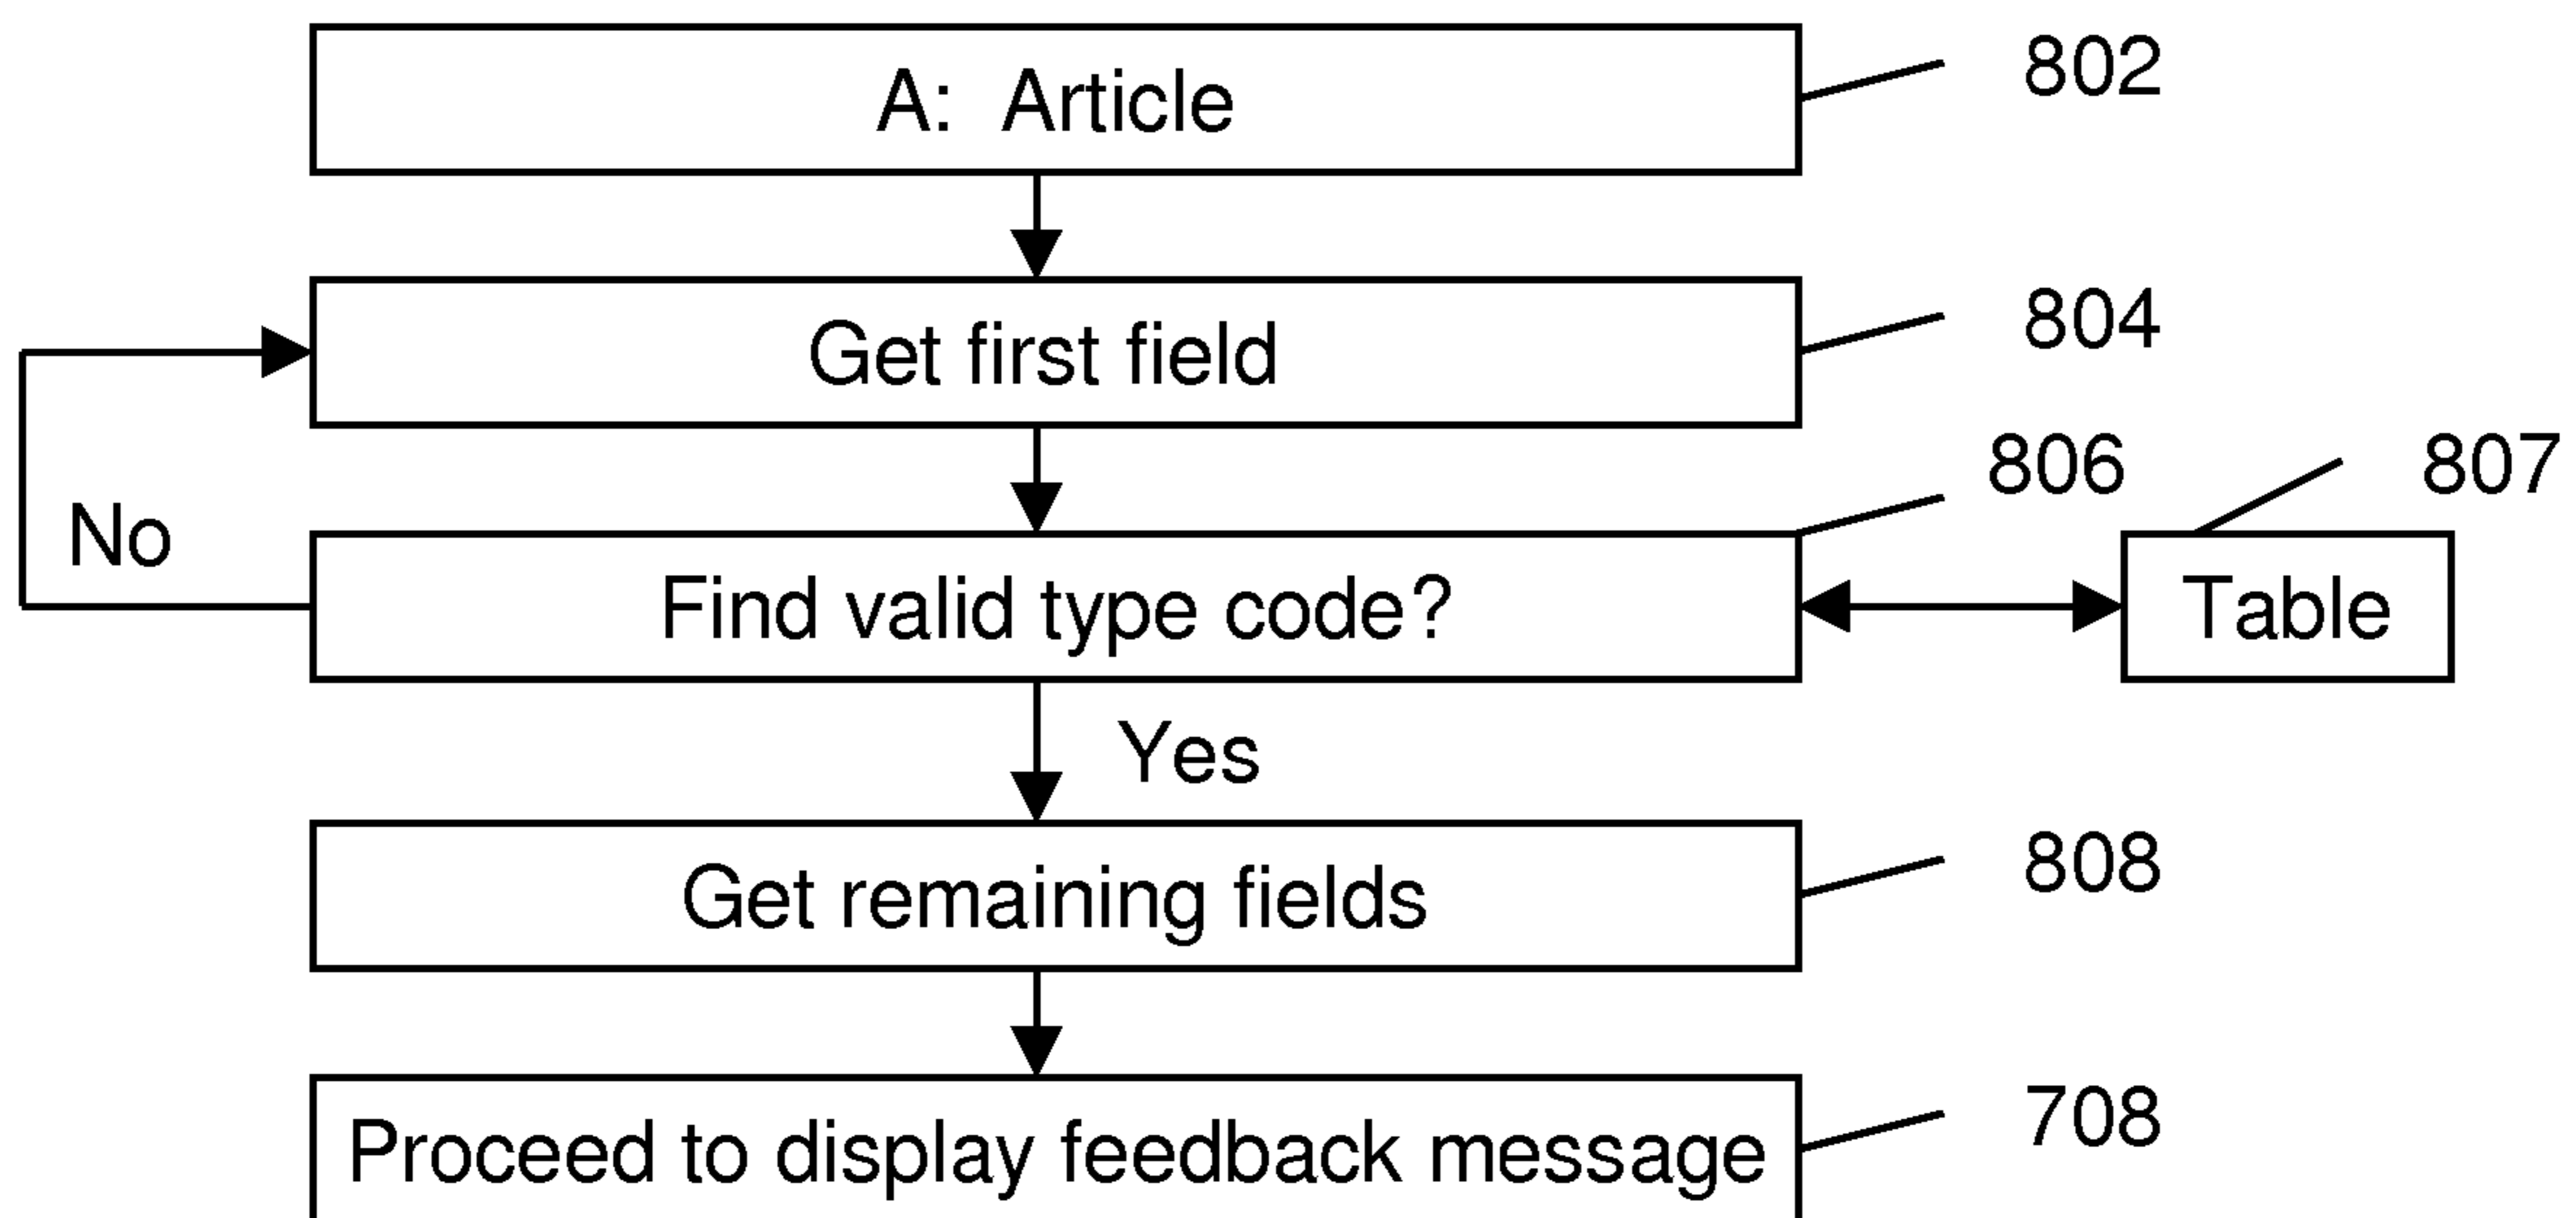 A: Article
802
Get first field
804
806
807
No
Find valid type code?
Table
Yes
Get remaining fields
808
Proceed to display feedback message
708